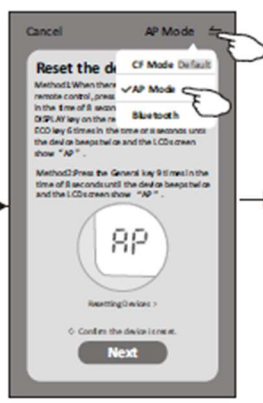 Cancel AP Mode
Reset the de
CF Mode Default
AP Mode
Bluetooth
Method1:When there
remote control, press
in the time of 8 secon
DISPLAY key on the re
ECO key 6 times in the time of 8 seconds until
the device beeps twice and the LCD screen
show "AP".
Method2:Press the General key 9 times in the
time of 8 seconds until the device beeps twice
and the LCD screen show "AP".
AP
Resetting Devices >
Confirm the device is reset.
Next